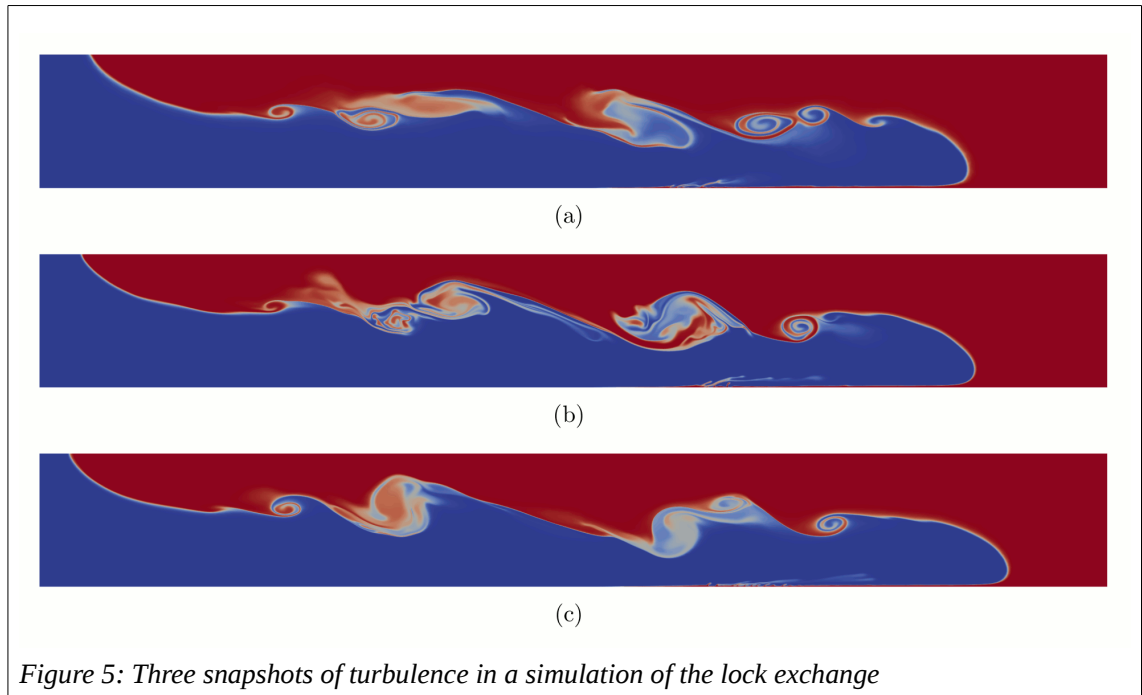 (a)
(b)
(c)
Figure 5: Three snapshots of turbulence in a simulation of the lock exchange